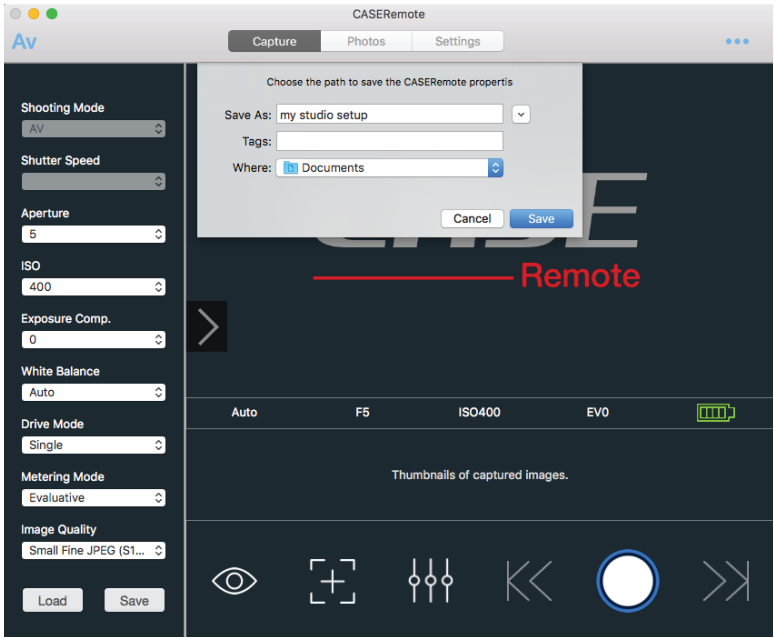 CASERemote
Av
Capture
Photos
Settings
Choose the path to save the CASERemote propertis
Save As: my studio setup
Tags:
Where: Documents
Cancel
Save
Shooting Mode
AV
Shutter Speed
Aperture
5
ISO
400
Exposure Comp.
0
White Balance
Auto
Drive Mode
Single
Metering Mode
Evaluative
Image Quality
Small Fine JPEG (S1...
Load
Save
Remote
Auto
F5
ISO400
EV0
Thumbnails of captured images.